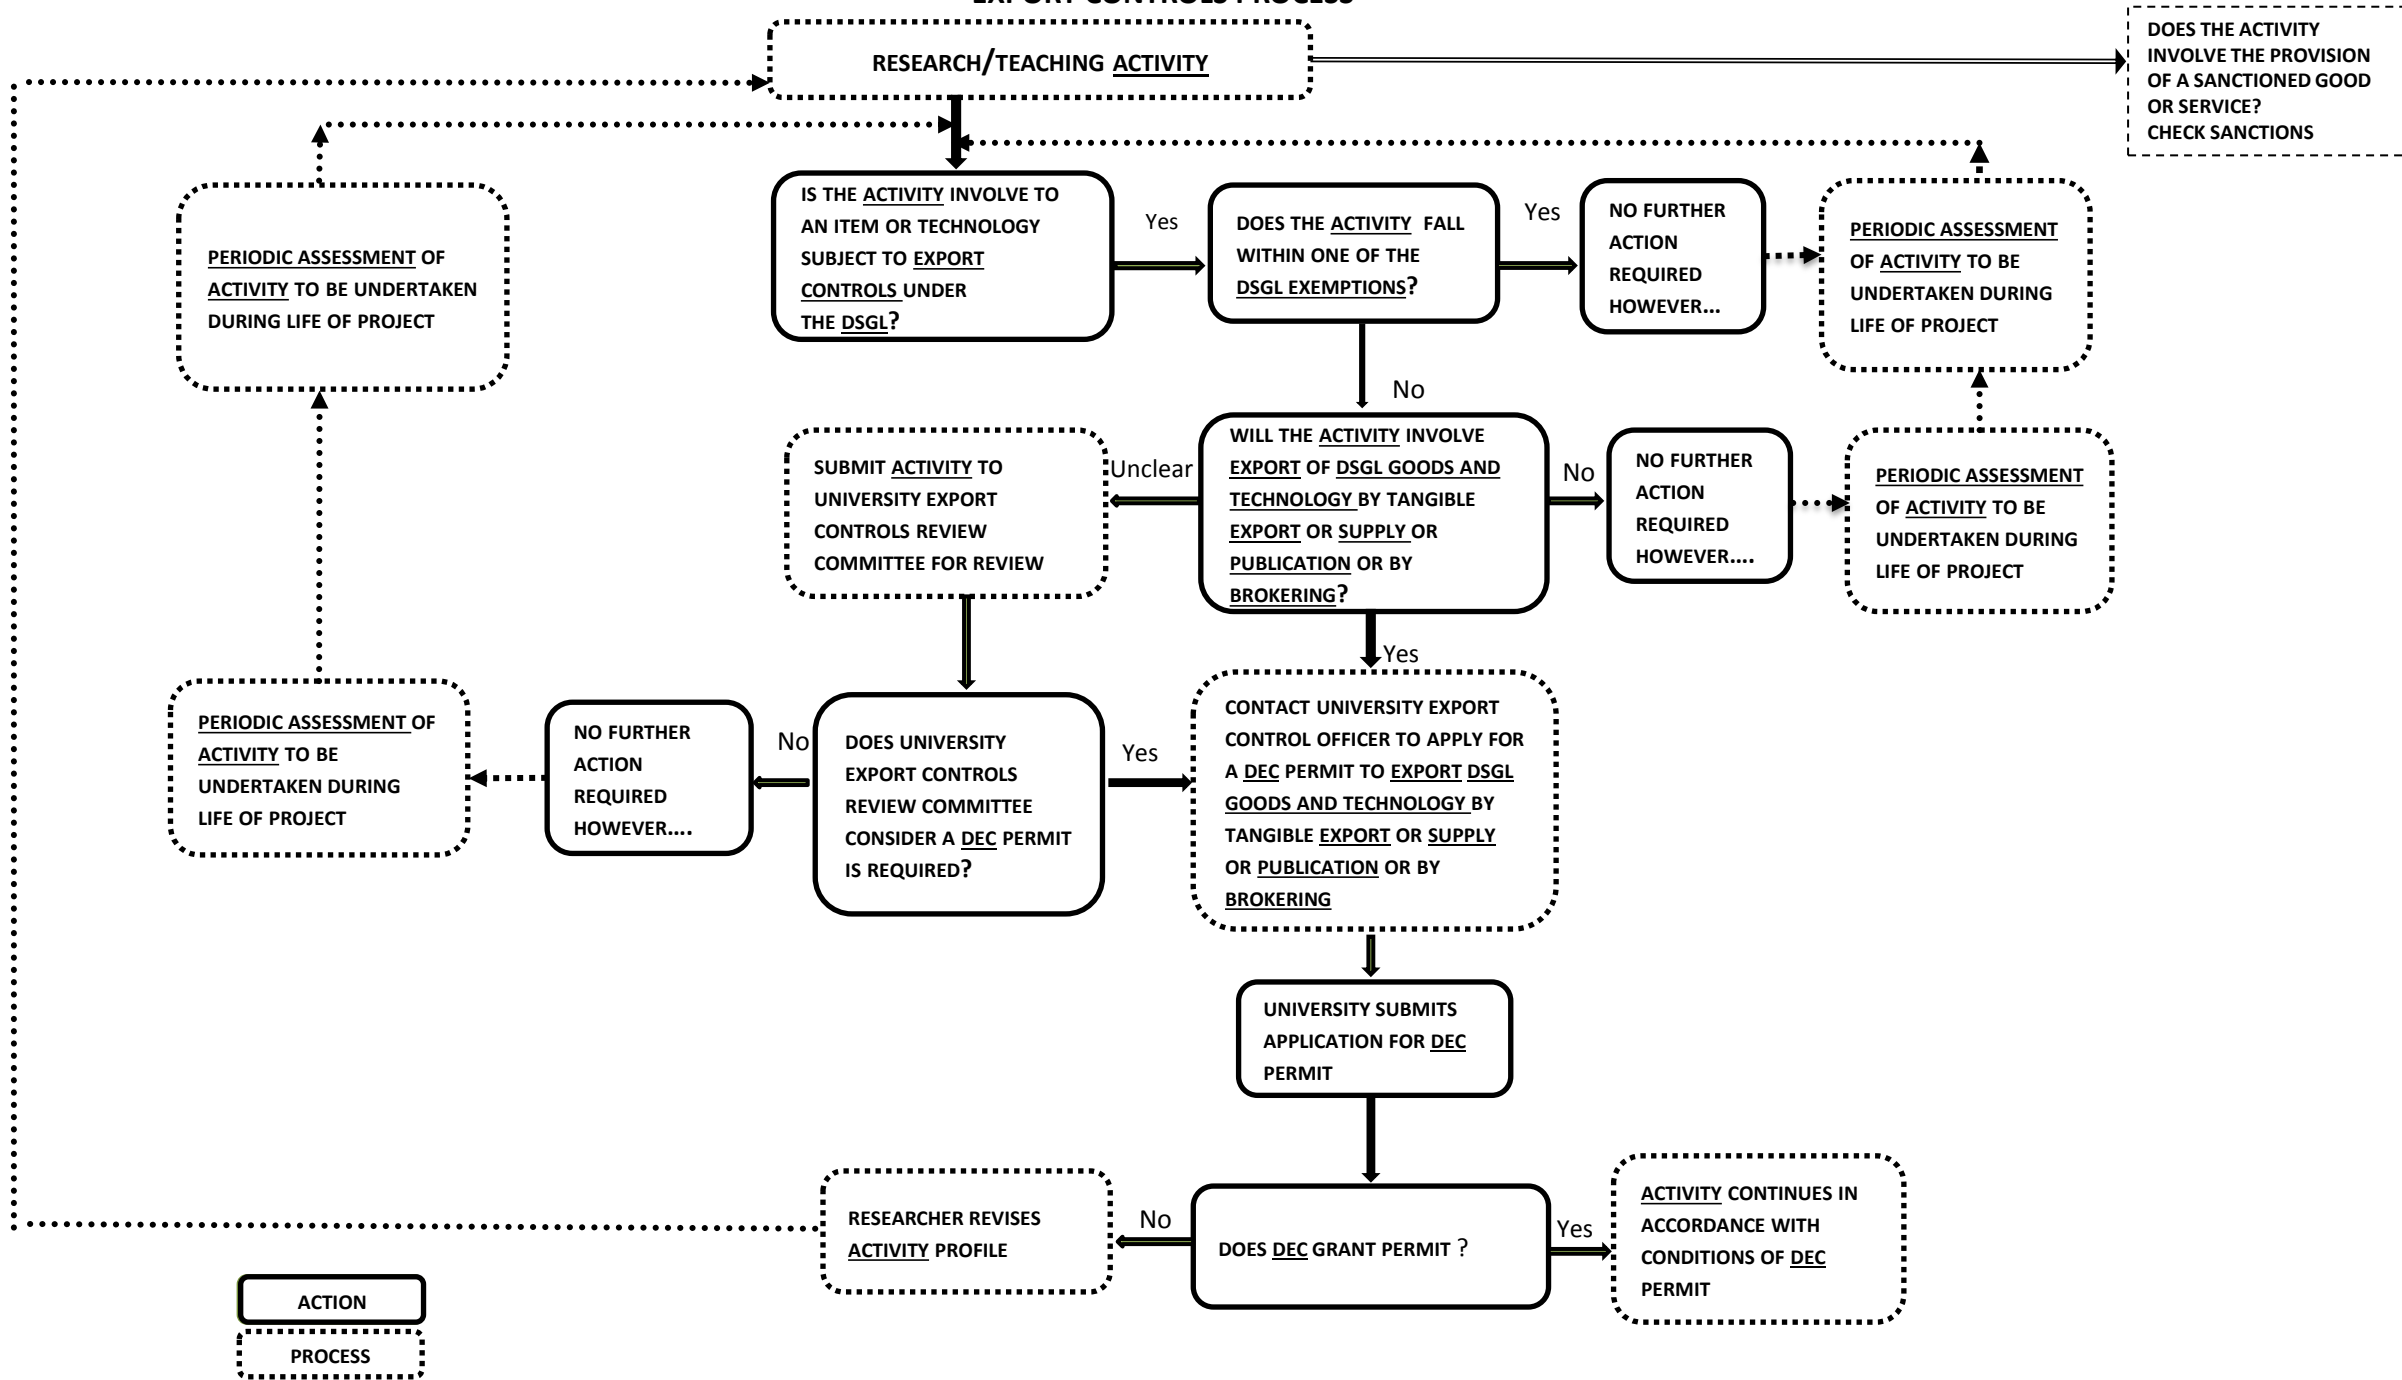 EXPORT CONTROLS PROCESS
RESEARCH/TEACHING ACTIVITY
DOES THE ACTIVITY
INVOLVE THE PROVISION
OF A SANCTIONED GOOD
OR SERVICE?
CHECK SANCTIONS
PERIODIC ASSESSMENT OF
ACTIVITY TO BE UNDERTAKEN
DURING LIFE OF PROJECT
IS THE ACTIVITY INVOLVE TO
AN ITEM OR TECHNOLOGY
SUBJECT TO EXPORT
CONTROLS UNDER
THE DSGL?
Yes
DOES THE ACTIVITY FALL
WITHIN ONE OF THE
DSGL EXEMPTIONS?
Yes
NO FURTHER
ACTION
REQUIRED
HOWEVER...
PERIODIC ASSESSMENT
OF ACTIVITY TO BE
UNDERTAKEN DURING
LIFE OF PROJECT
No
SUBMIT ACTIVITY TO
UNIVERSITY EXPORT
CONTROLS REVIEW
COMMITTEE FOR REVIEW
Unclear
WILL THE ACTIVITY INVOLVE
EXPORT OF DSGL GOODS AND
TECHNOLOGY BY TANGIBLE
EXPORT OR SUPPLY OR
PUBLICATION OR BY
BROKERING?
No
NO FURTHER
ACTION
REQUIRED
HOWEVER....
PERIODIC ASSESSMENT
OF ACTIVITY TO BE
UNDERTAKEN DURING
LIFE OF PROJECT
Yes
PERIODIC ASSESSMENT OF
ACTIVITY TO BE
UNDERTAKEN DURING
LIFE OF PROJECT
NO FURTHER
ACTION
REQUIRED
HOWEVER....
No
DOES UNIVERSITY
EXPORT CONTROLS
REVIEW COMMITTEE
CONSIDER A DEC PERMIT
IS REQUIRED?
Yes
CONTACT UNIVERSITY EXPORT
CONTROL OFFICER TO APPLY FOR
A DEC PERMIT TO EXPORT DSGL
GOODS AND TECHNOLOGY BY
TANGIBLE EXPORT OR SUPPLY
OR PUBLICATION OR BY
BROKERING
UNIVERSITY SUBMITS
APPLICATION FOR DEC
PERMIT
RESEARCHER REVISES
ACTIVITY PROFILE
No
DOES DEC GRANT PERMIT ?
Yes
ACTIVITY CONTINUES IN
ACCORDANCE WITH
CONDITIONS OF DEC
PERMIT
ACTION
PROCESS